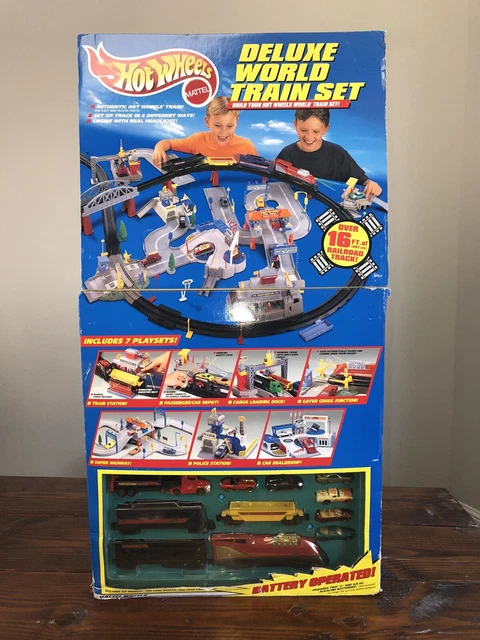 Hot Wheels
MATTEL
DELUXE
WORLD
TRAIN SET
BUILD YOUR HOT WHEELS WORLD TRAIN SET!
AUTHENTIC HOT WHEELS TRAIN!
SET UP TRACK IN 4 DIFFERENT WAYS!
ENGINE WITH REAL HEADLIGHT!
OVER
16 FT. of
RAILROAD
TRACK!
INCLUDES 7 PLAYSETS!
TRAIN STATION!
PASSENGER/CAR DEPOT!
CARGO LOADING DOCK!
GATED CROSS JUNCTION!
SUPER HIGHWAY!
POLICE STATION!
CAR DEALERSHIP!
BATTERY OPERATED!